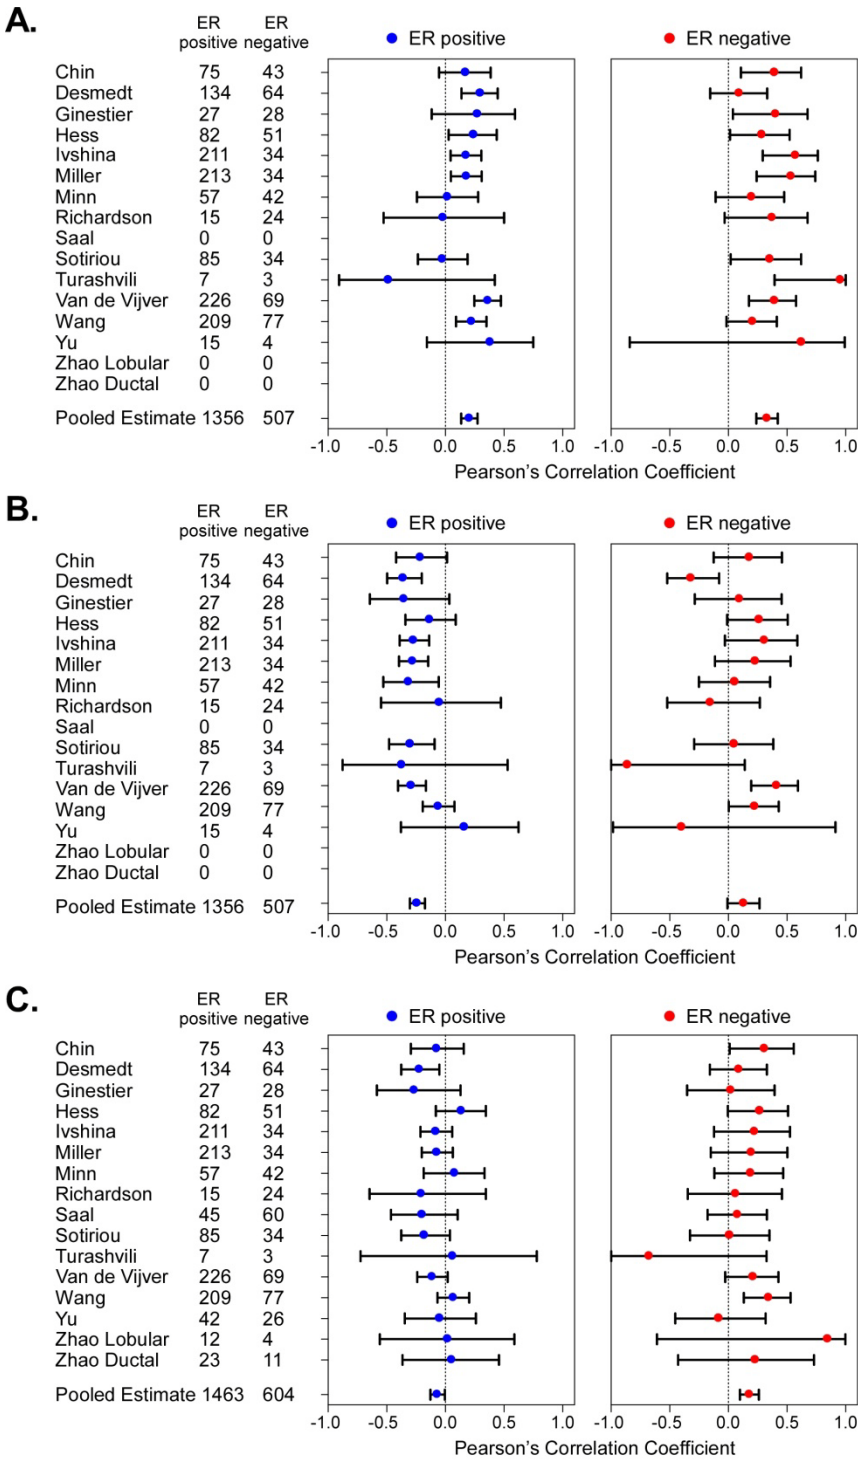 A.
ER positive ER negative
● ER positive ● ER negative
Chin 75 43
Desmedt 134 64
Ginestier 27 28
Hess 82 51
Ivshina 211 34
Miller 213 34
Minn 57 42
Richardson 15 24
Saal 0 0
Sotiriou 85 34
Turashvili 7 3
Van de Vijver 226 69
Wang 209 77
Yu 15 4
Zhao Lobular 0 0
Zhao Ductal 0 0
Pooled Estimate 1356 507
-1.0 -0.5 0.0 0.5 1.0 -0.5 0.0 0.5 1.0
Pearson's Correlation Coefficient
B.
ER positive ER negative
● ER positive ● ER negative
Chin 75 43
Desmedt 134 64
Ginestier 27 28
Hess 82 51
Ivshina 211 34
Miller 213 34
Minn 57 42
Richardson 15 24
Saal 0 0
Sotiriou 85 34
Turashvili 7 3
Van de Vijver 226 69
Wang 209 77
Yu 15 4
Zhao Lobular 0 0
Zhao Ductal 0 0
Pooled Estimate 1356 507
-1.0 -0.5 0.0 0.5 1.0 -1.0 -0.5 0.0 0.5 1.0
Pearson's Correlation Coefficient
C.
ER positive ER negative
● ER positive ● ER negative
Chin 75 43
Desmedt 134 64
Ginestier 27 28
Hess 82 51
Ivshina 211 34
Miller 213 34
Minn 57 42
Richardson 15 24
Saal 45 60
Sotiriou 85 34
Turashvili 7 3
Van de Vijver 226 69
Wang 209 77
Yu 42 26
Zhao Lobular 12 4
Zhao Ductal 23 11
Pooled Estimate 1463 604
-1.0 -0.5 0.0 0.5 1.0 -1.0 -0.5 0.0 0.5 1.0
Pearson's Correlation Coefficient